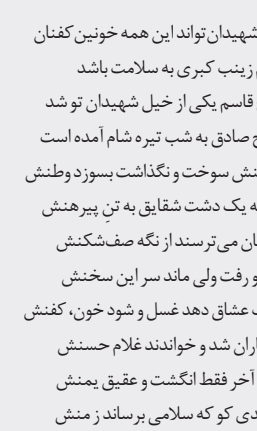 شهیدان تواند این همه خونین کفنان
زینب کبری به سلامت باشد
قاسم یکی از خیل شهیدان تو شد
صادق به شب تیره شام آمده است
سوخت و نگذاشت بسوزد وطنش
یک دشت شقایق به تنِ پیرهنش
می‌ترسند از نگه صف‌شکنش
رفت ولی ماند سر این سخنش
عشاق دهد غسل و شود خون، کفنش
شد و خواندند غلام حسنش
آخر فقط انگشت و عقیق یمنش
کو که سلامی برساند ز منش